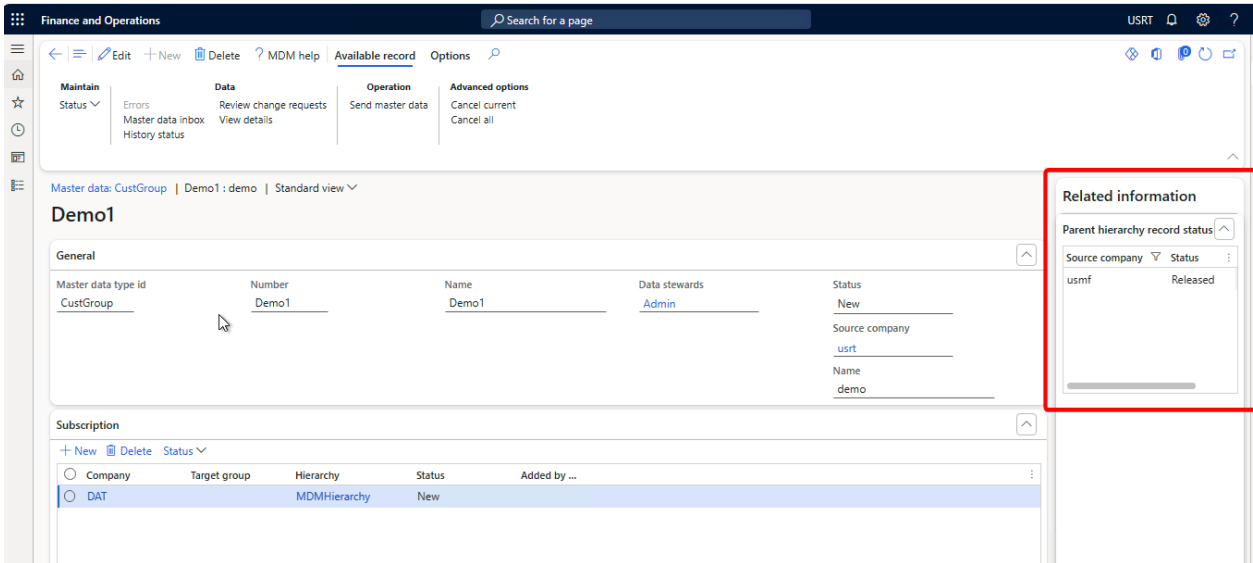 Finance and Operations Search for a page USRT ?
Edit New Delete ? MDM help Available record Options 0
Maintain Data Operation Advanced options
Status Errors Review change requests Send master data Cancel current
Master data inbox View details Cancel all
History status
Master data: CustGroup | Demo1 : demo | Standard view
Demo1
General
Master data type id Number Name Data stewards Status
CustGroup Demo1 Demo1 Admin New
Source company
usrt
Name
demo
Subscription
New Delete Status
Company Target group Hierarchy Status Added by ...
DAT MDMHierarchy New
Related information
Parent hierarchy record status
Source company Status
usmf Released